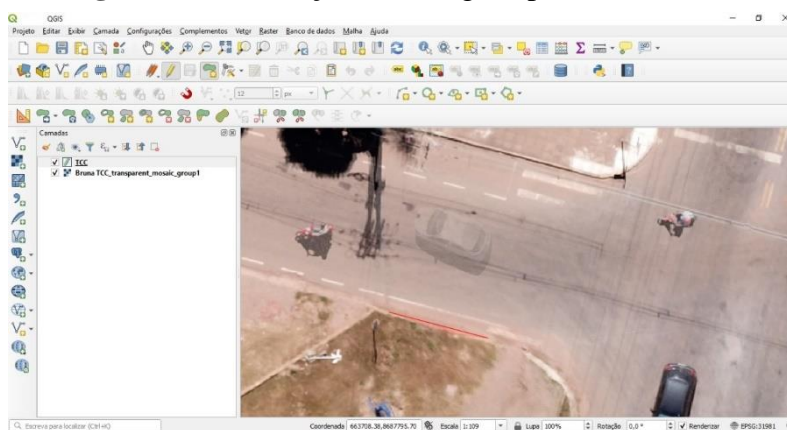 QGIS
Projeto Editar Exibir Camada Configurações Complementos Vetor Raster Banco de dados Malha Ajuda
12 px
Camadas
TCC
Bruna TCC_transparent_mosaic_group1
Escreva para localizar (Ctrl+K) Coordenada 663708.38,8687795.70 Escala 1:109 Lupa 100% Rotação 0,0 ° Renderizar EPSG:31981